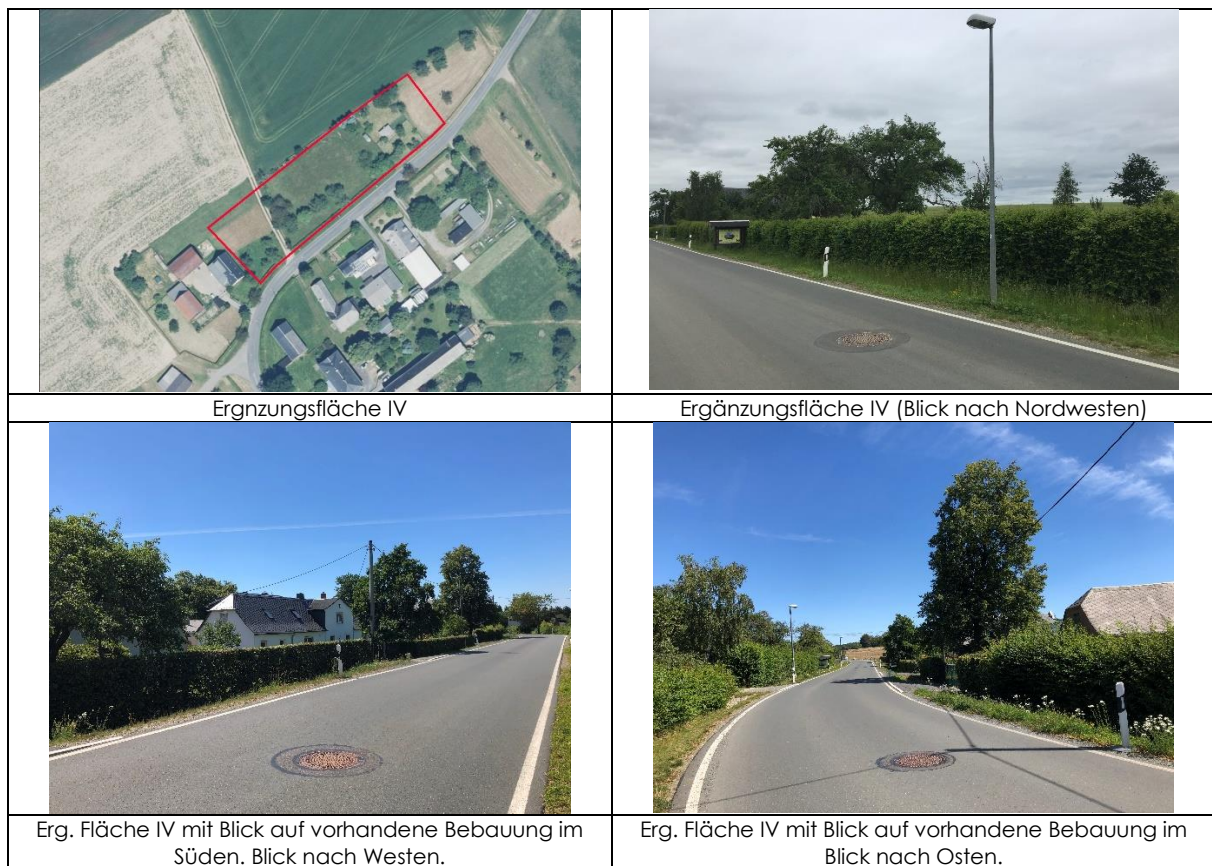 Ergnzungsfläche IV
Ergänzungsfläche IV (Blick nach Nordwesten)
Erg. Fläche IV mit Blick auf vorhandene Bebauung im
Süden. Blick nach Westen.
Erg. Fläche IV mit Blick auf vorhandene Bebauung im
Blick nach Osten.